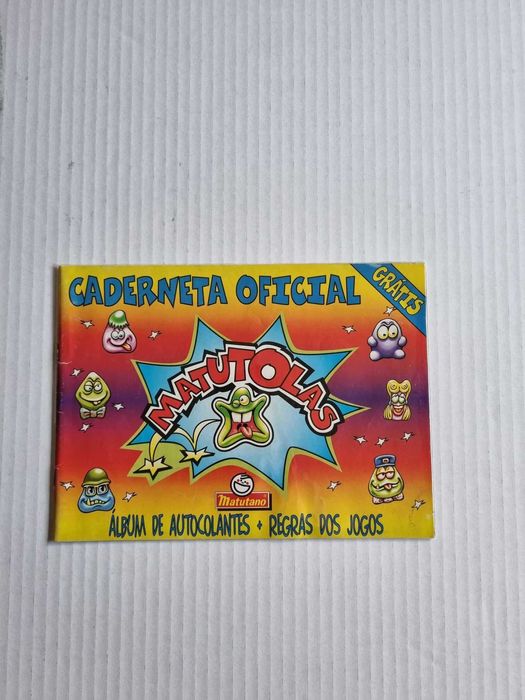 CADERNETA OFICIAL
GRÁTIS
MATUTOLAS
Matutano
ÁLBUM DE AUTOCOLANTES + REGRAS DOS JOGOS